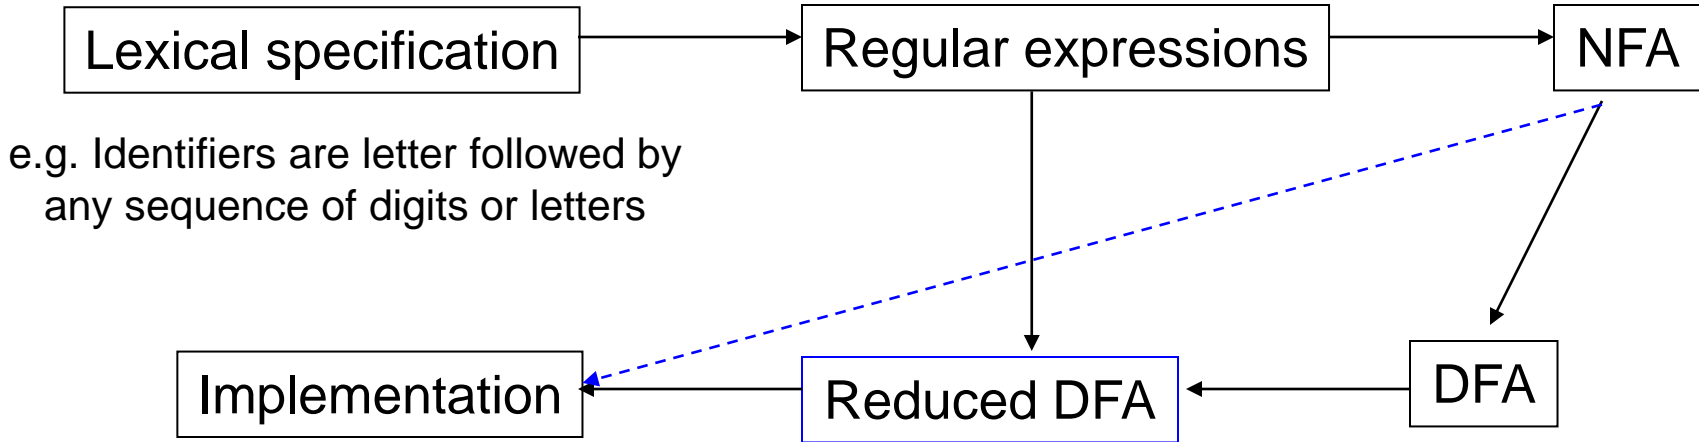 Lexical specification
Regular expressions
NFA
e.g. Identifiers are letter followed by
any sequence of digits or letters
Implementation
Reduced DFA
DFA